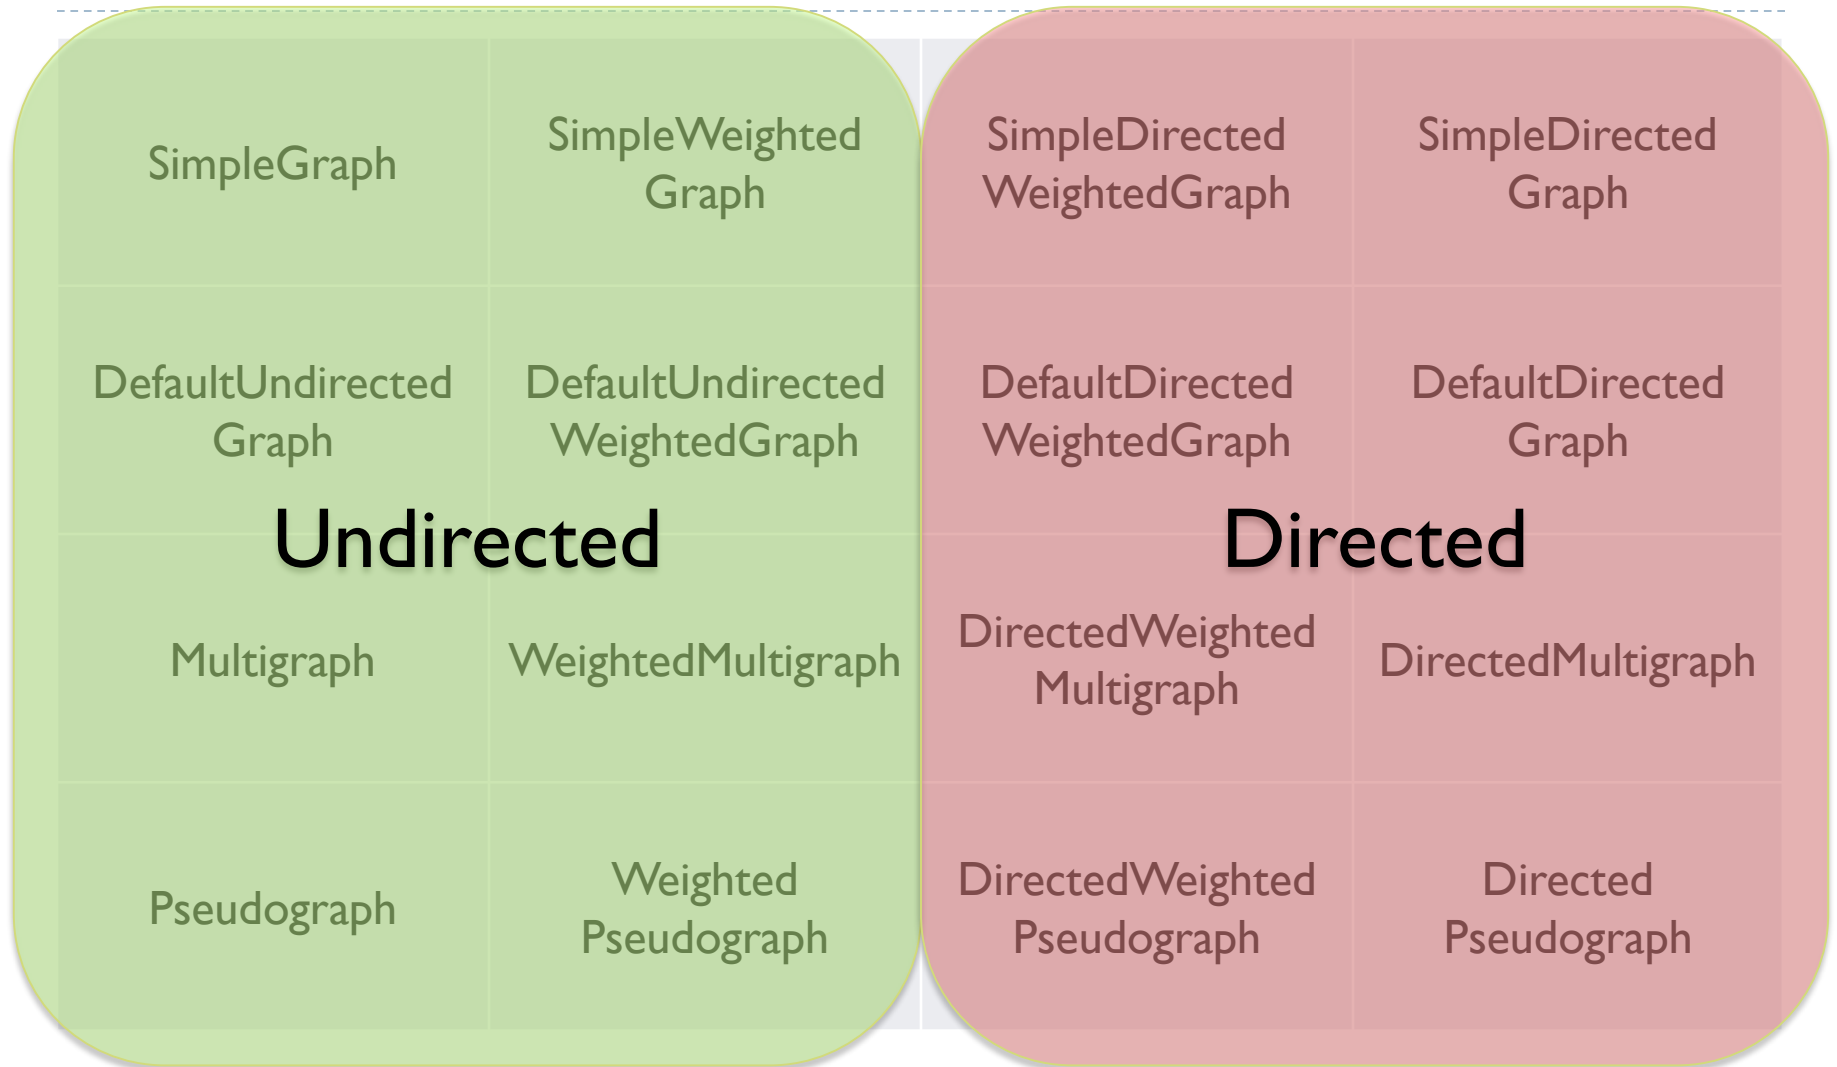 SimpleGraph
SimpleWeighted
Graph
SimpleDirected
WeightedGraph
SimpleDirected
Graph
DefaultUndirected
Graph
DefaultUndirected
WeightedGraph
DefaultDirected
WeightedGraph
DefaultDirected
Graph
Undirected
Directed
Multigraph
WeightedMultigraph
DirectedWeighted
Multigraph
DirectedMultigraph
Pseudograph
Weighted
Pseudograph
DirectedWeighted
Pseudograph
Directed
Pseudograph